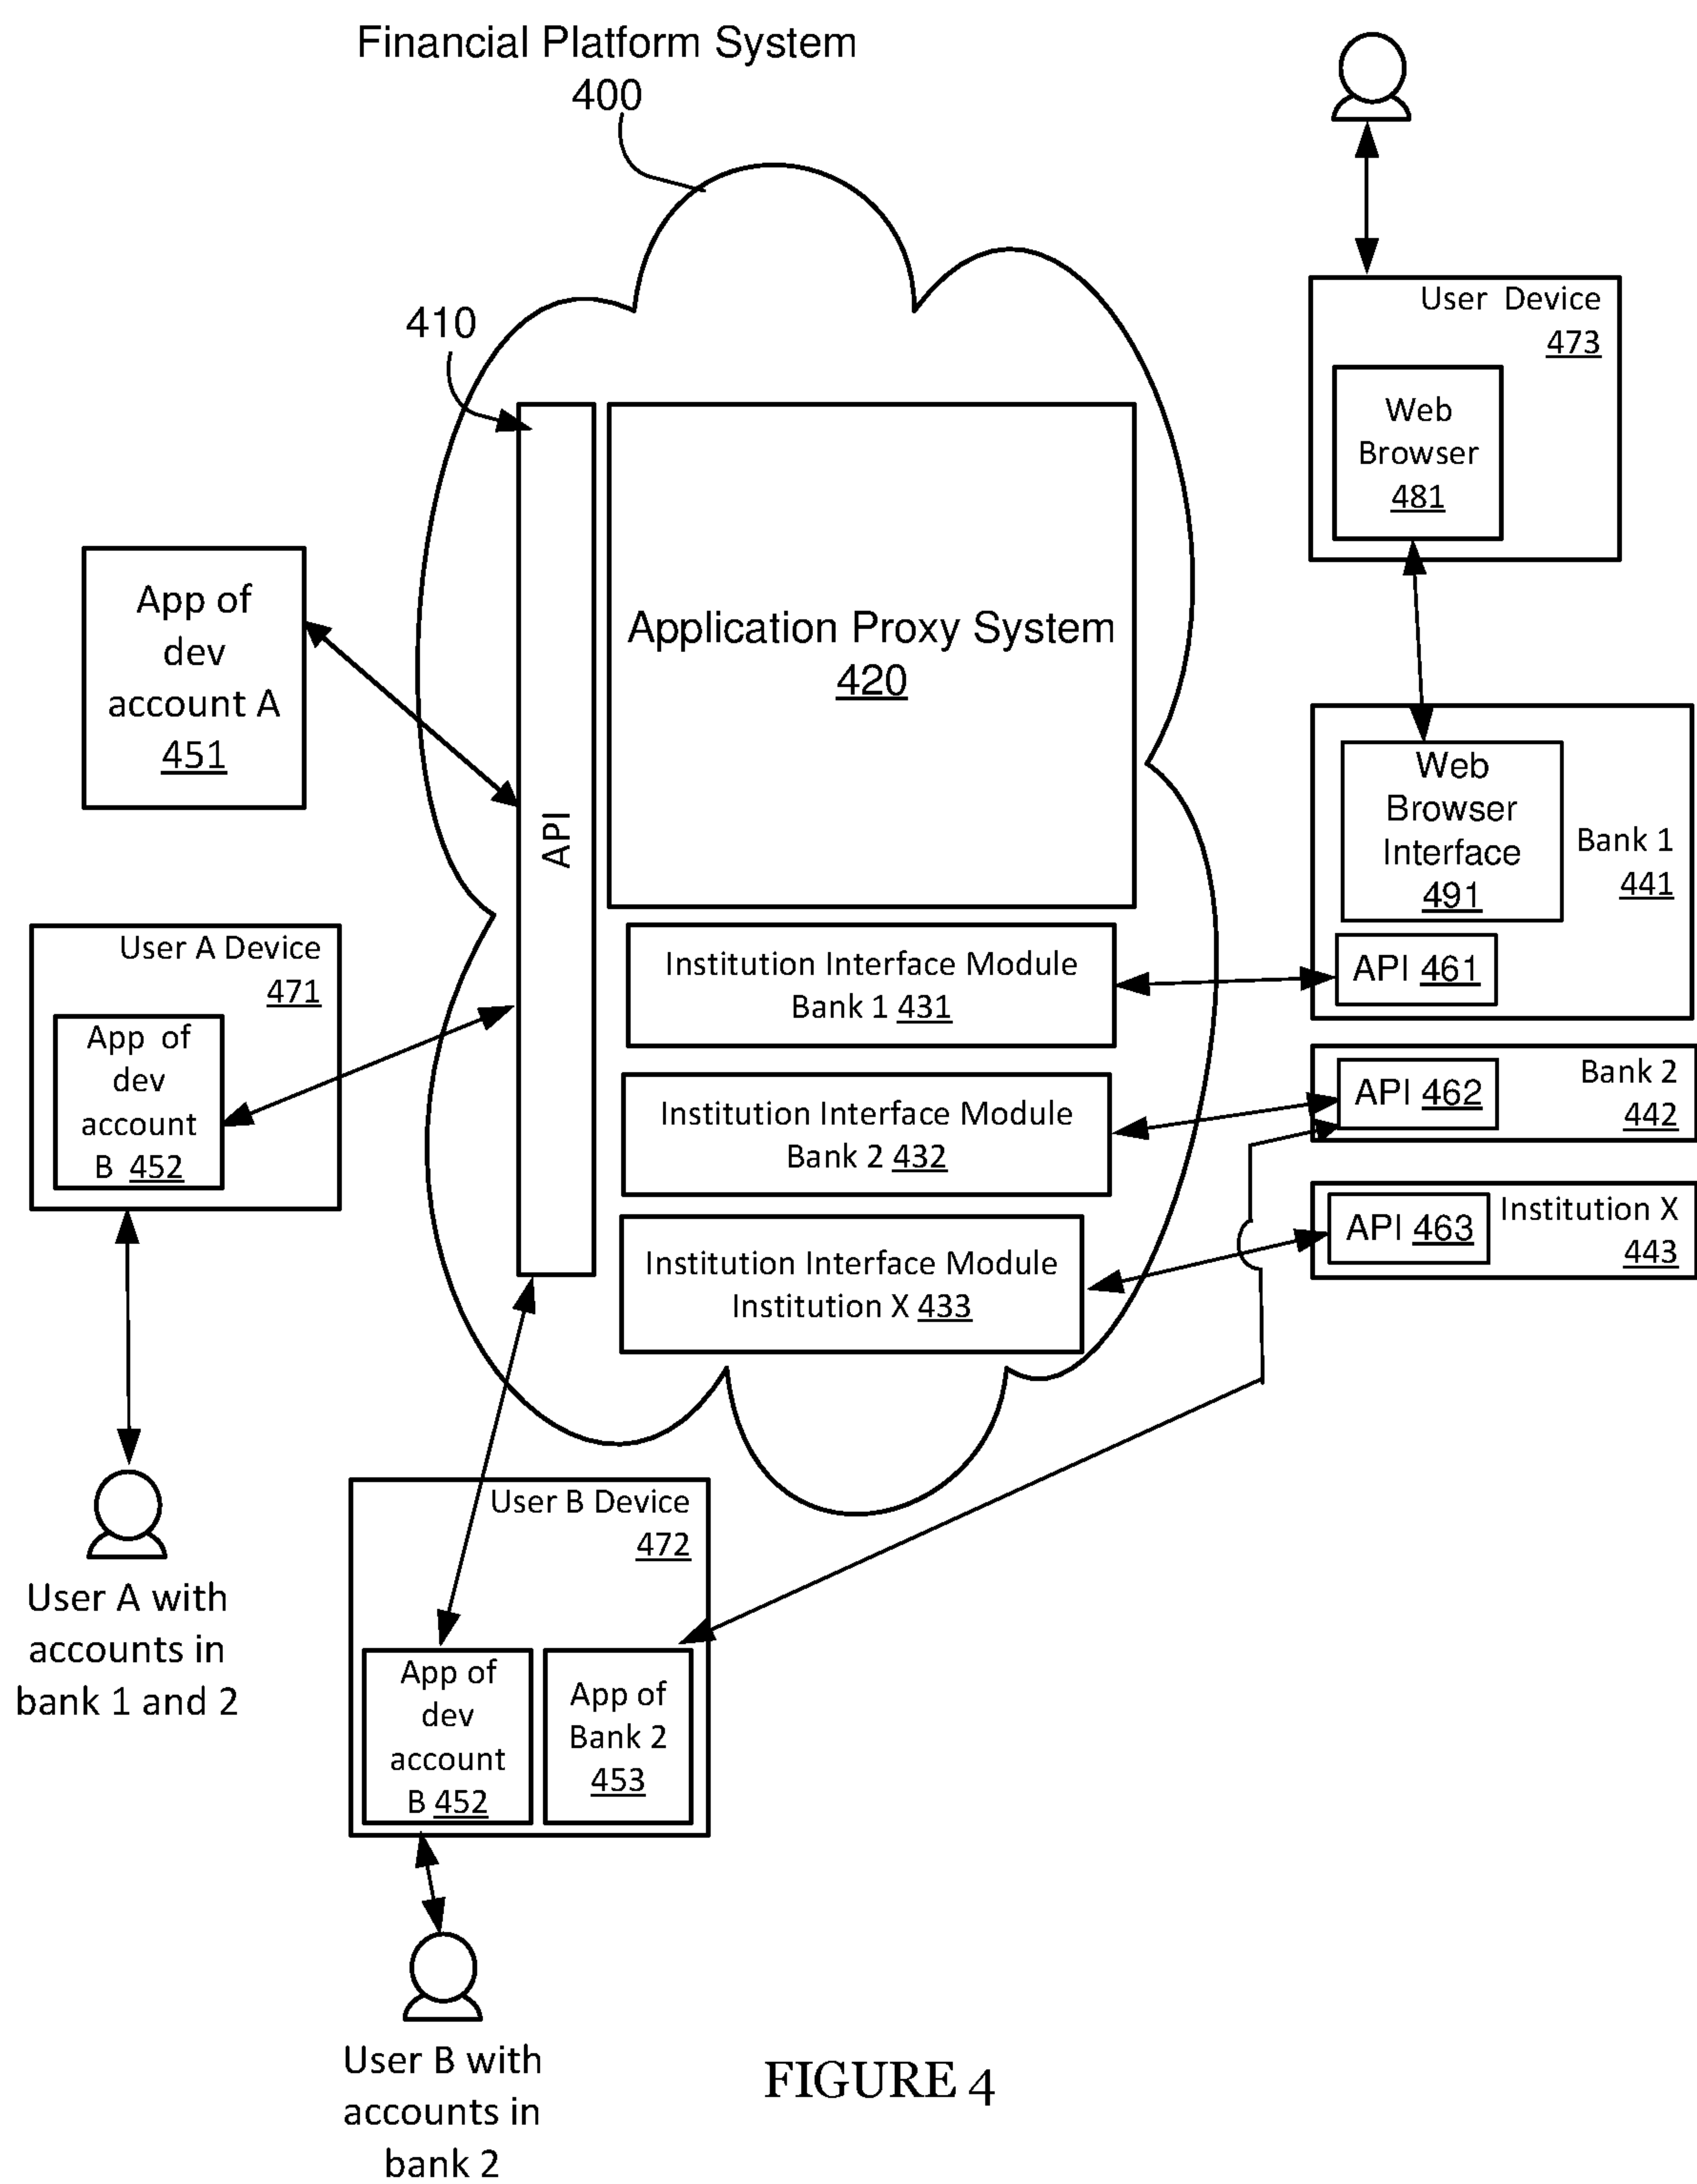 Financial Platform System
400
410
User Device
473
Web
Browser
481
App of
dev
account A
451
API
Application Proxy System
420
Web
Browser
Interface
491
Bank 1
441
API 461
User A Device
471
App of
dev
account
B 452
Institution Interface Module
Bank 1 431
Institution Interface Module
Bank 2 432
Institution Interface Module
Institution X 433
API 462
Bank 2
442
API 463
Institution X
443
User A with
accounts in
bank 1 and 2
User B Device
472
App of
dev
account
B 452
App of
Bank 2
453
User B with
accounts in
bank 2
FIGURE 4